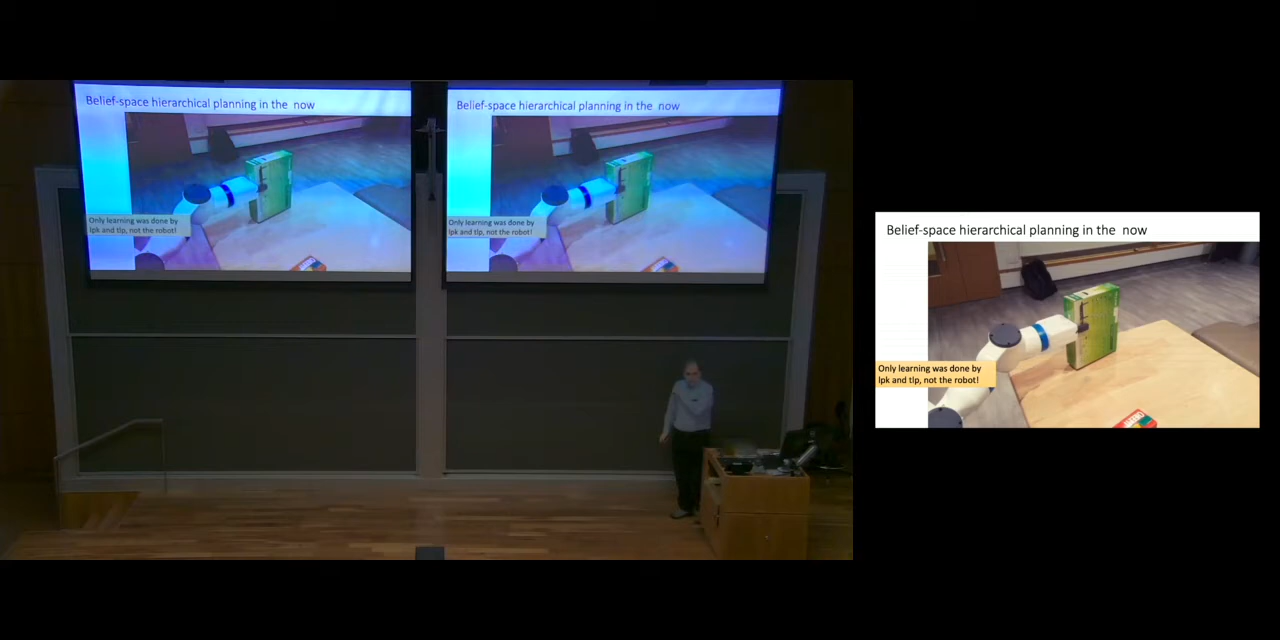 Belief-space hierarchical planning in the now
Only learning was done by
lpk and tlp, not the robot!
Belief-space hierarchical planning in the now
Only learning was done by
lpk and tlp, not the robot!
Belief-space hierarchical planning in the now
Only learning was done by
lpk and tlp, not the robot!